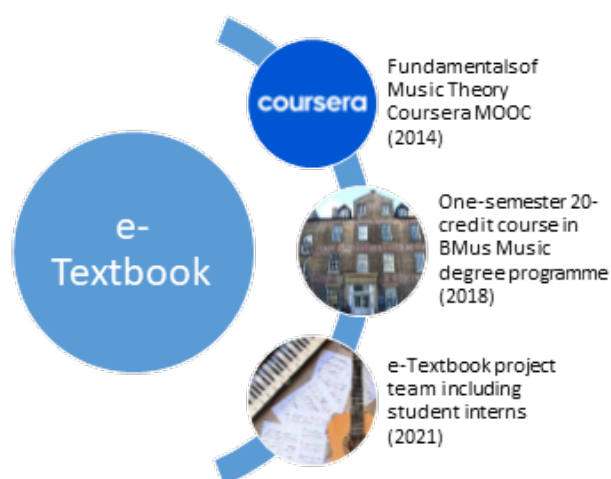 e-
Textbook
coursera
Fundamentalsof
Music Theory
Coursera MOOC
(2014)
One-semester 20-
credit course in
BMus Music
degree programme
(2018)
e-Textbook project
team including
student interns
(2021)